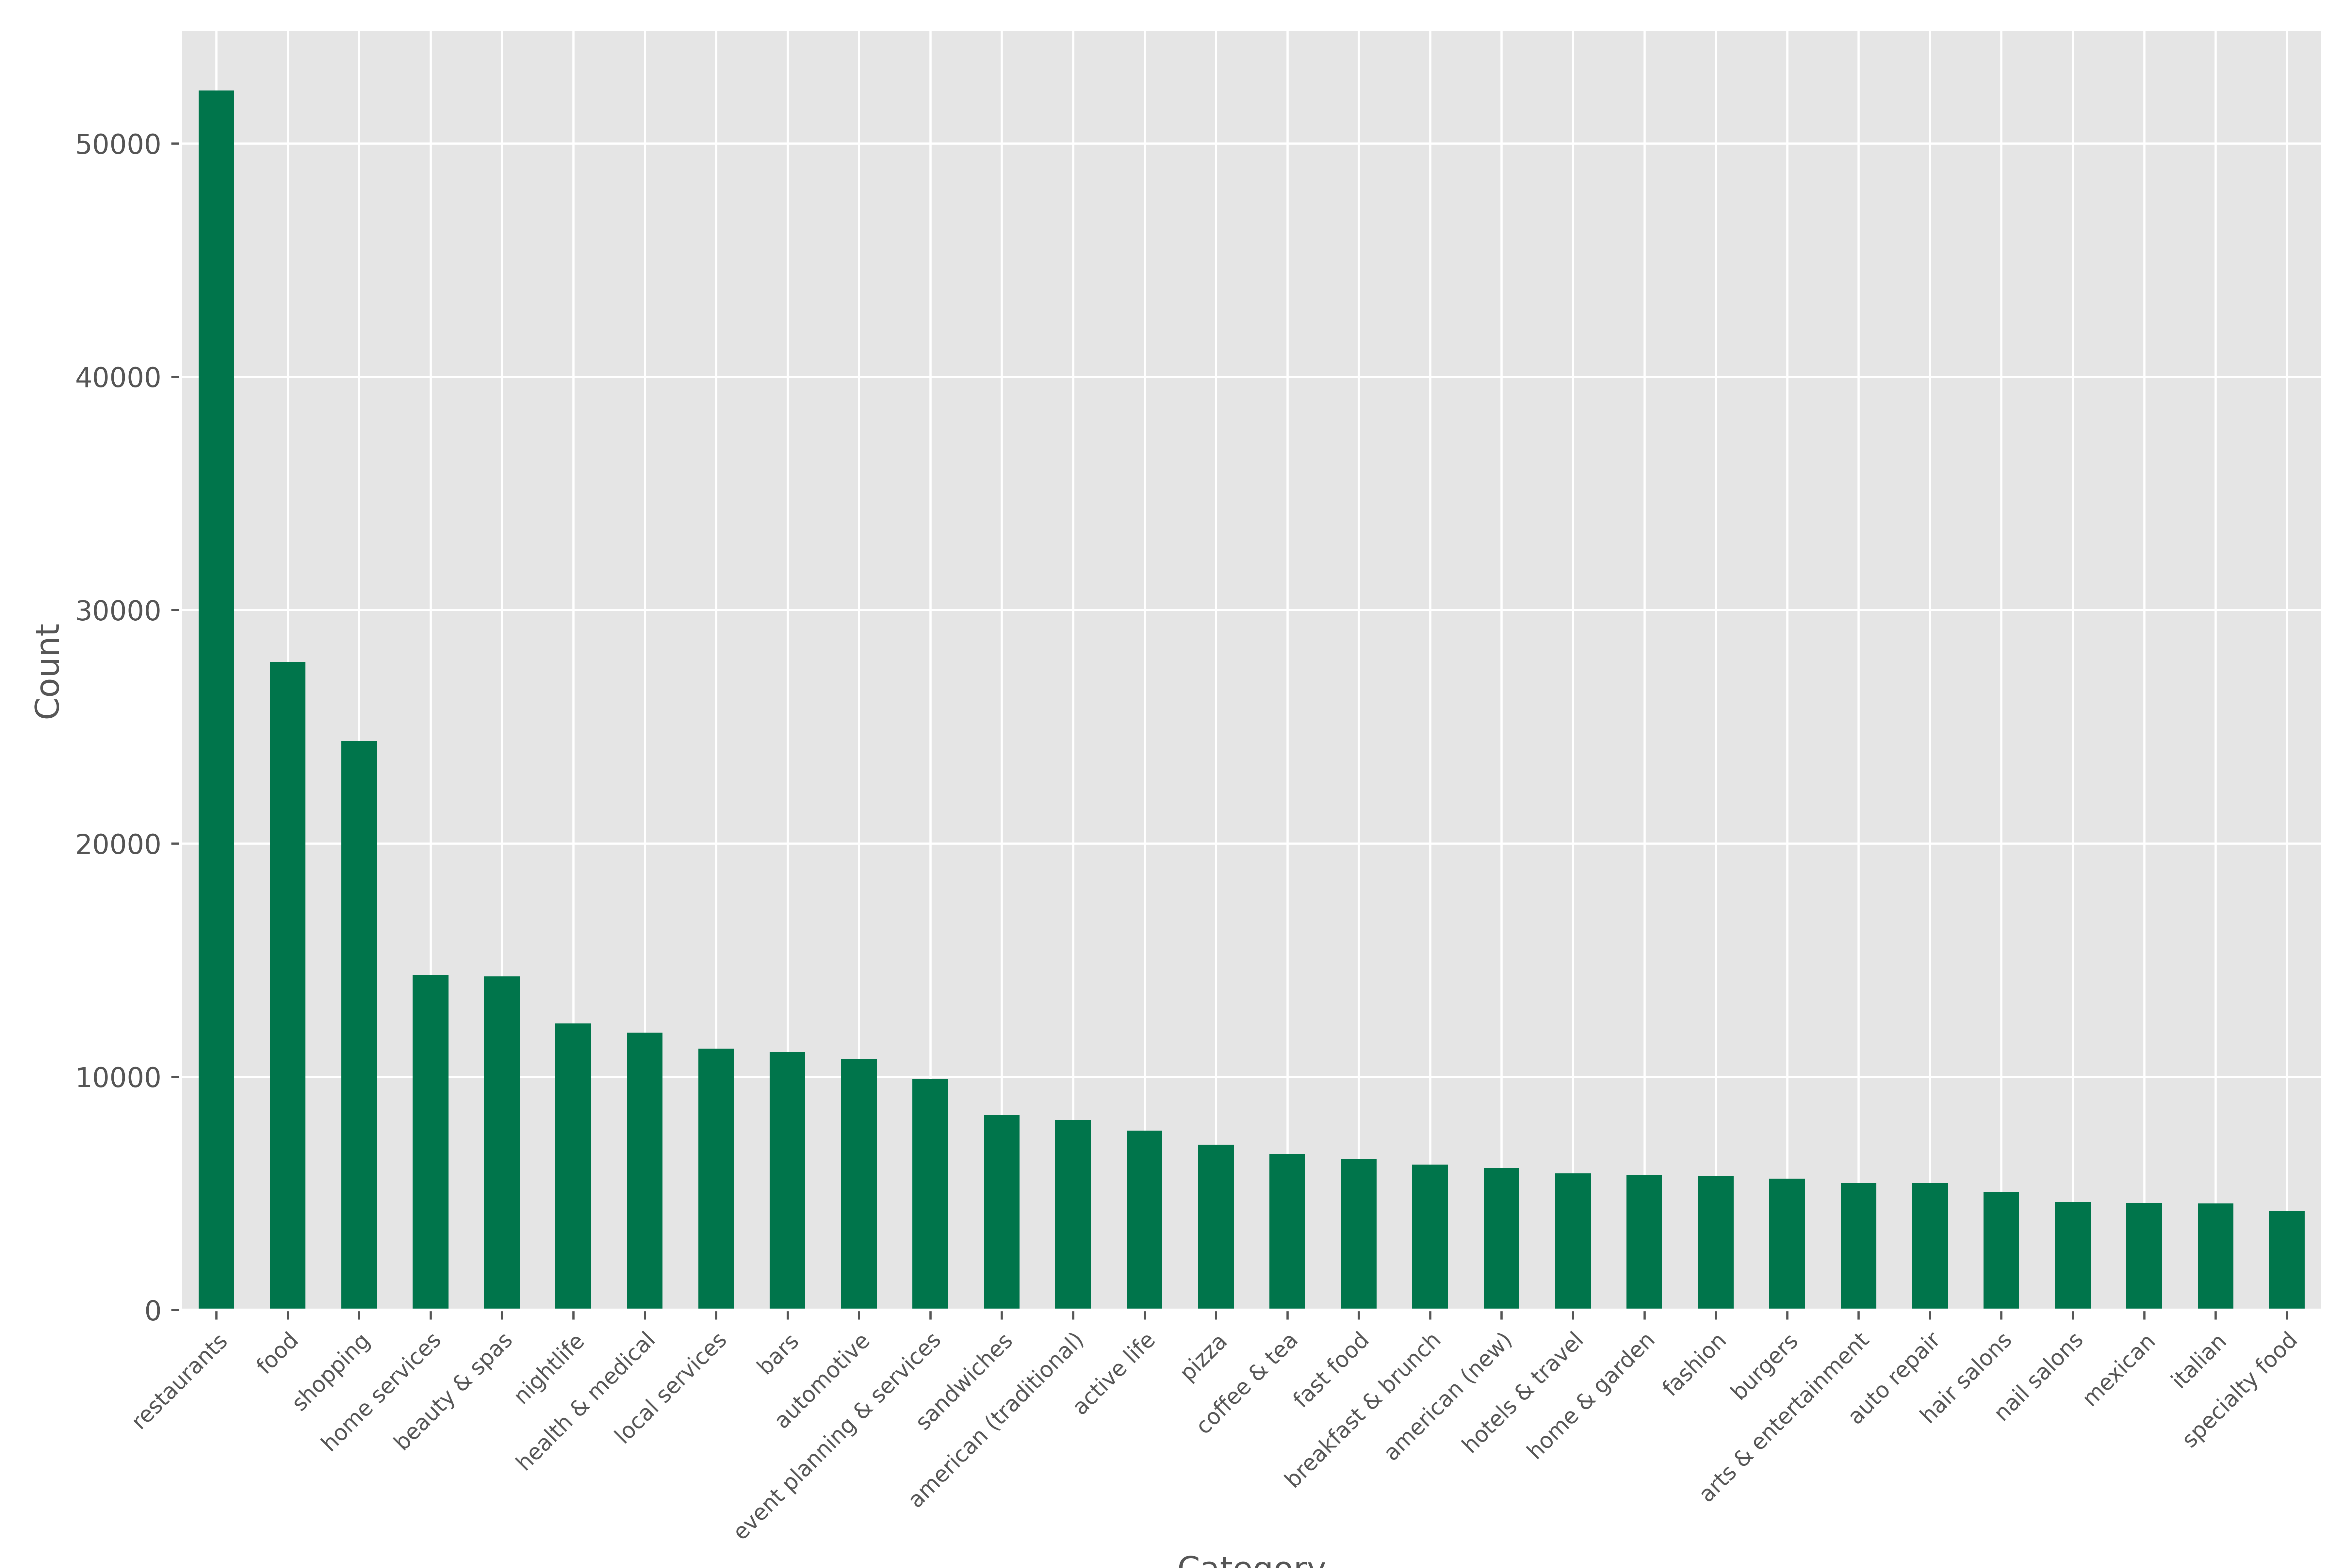 50000
40000
30000
20000
10000
0
Count
restaurants
food
shopping
home services
beauty & spas
nightlife
health & medical
local services
bars
automotive
event planning & services
sandwiches
american (traditional)
active life
pizza
coffee & tea
fast food
breakfast & brunch
american (new)
hotels & travel
home & garden
fashion
burgers
arts & entertainment
auto repair
hair salons
nail salons
mexican
italian
specialty food
Category